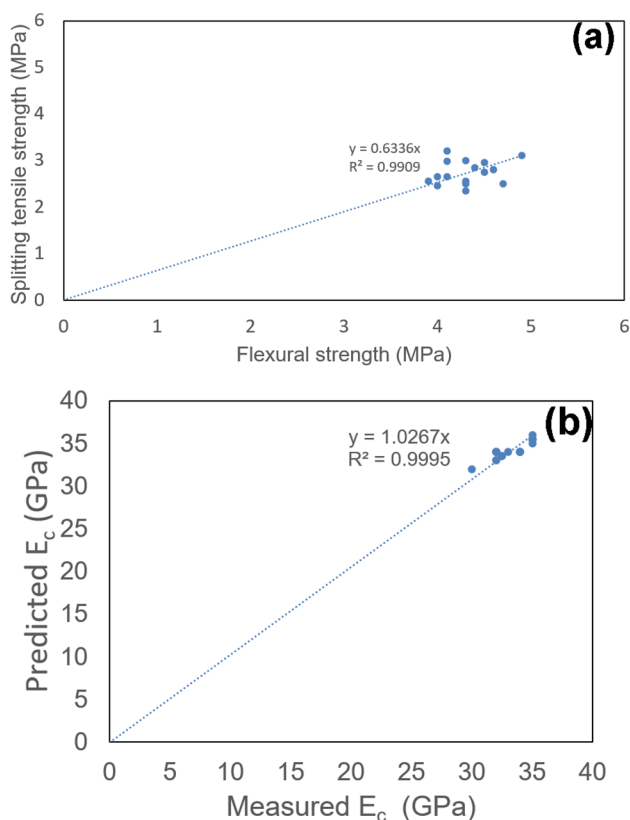 (a)
6
5
4
3
2
1
0
Splitting tensile strength (MPa)
y = 0.6336x
R² = 0.9909
0 1 2 3 4 5 6
Flexural strength (MPa)
(b)
40
35
30
25
20
15
10
5
0
Predicted E_c (GPa)
y = 1.0267x
R² = 0.9995
0 5 10 15 20 25 30 35 40
Measured E_c (GPa)